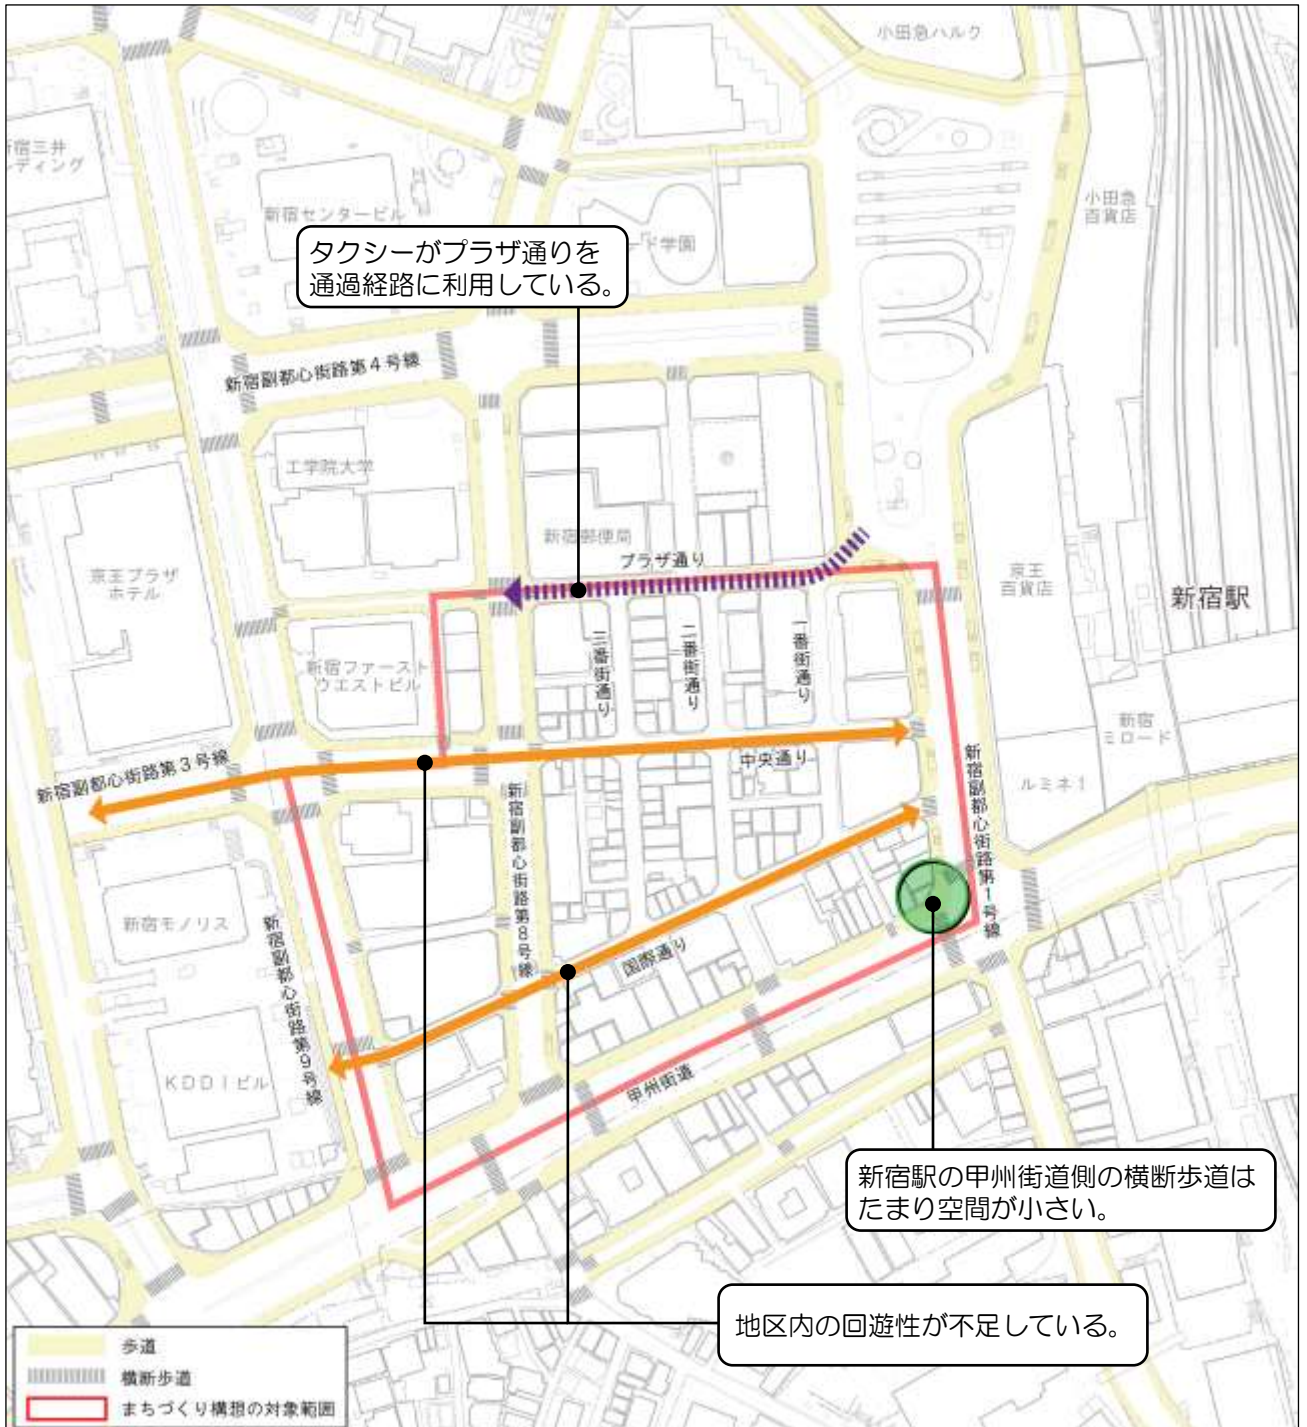 小田急ハルク
新宿三井
ビルディング
新宿センタービル
小田急
百貨店
タクシーがプラザ通りを
通過経路に利用している。
ド学園
新宿副都心街路第4号線
工学院大学
新宿郵便局
プラザ通り
京王プラザ
ホテル
京王
百貨店
新宿駅
新宿ファースト
ウエストビル
三番街通り
二番街通り
一番街通り
新宿
ミロード
新宿副都心街路第3号線
中央通り
新宿副都心街路第1号線
ルミネ1
新宿副都心街路第8号線
新宿モノリス
新宿副都心街路第9号線
国際通り
KDDIビル
甲州街道
新宿駅の甲州街道側の横断歩道は
たまり空間が小さい。
地区内の回遊性が不足している。
歩道
横断歩道
まちづくり構想の対象範囲